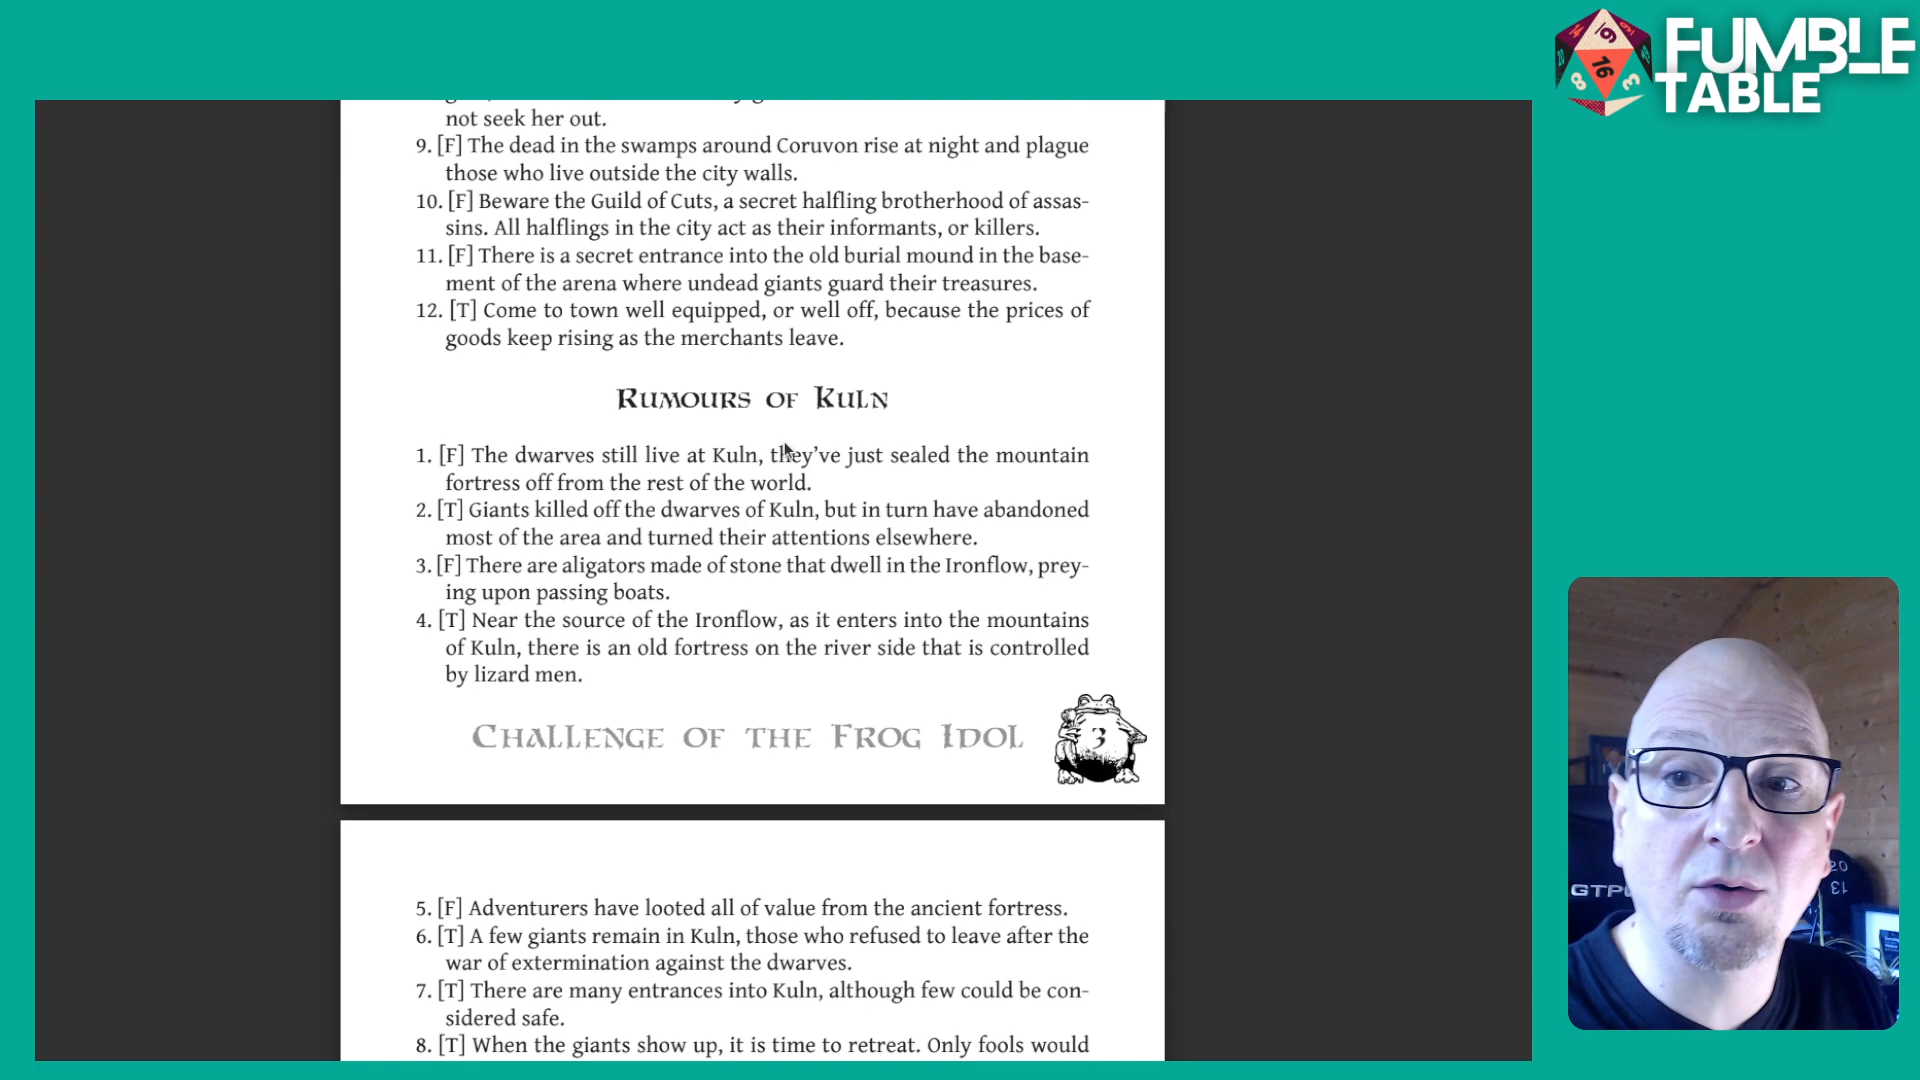 FUMBLE
TABLE
not seek her out.
9. [F] The dead in the swamps around Coruvon rise at night and plague
those who live outside the city walls.
10. [F] Beware the Guild of Cuts, a secret halfling brotherhood of assas-
sins. All halflings in the city act as their informants, or killers.
11. [F] There is a secret entrance into the old burial mound in the base-
ment of the arena where undead giants guard their treasures.
12. [T] Come to town well equipped, or well off, because the prices of
goods keep rising as the merchants leave.
Rumours of Kuln
1. [F] The dwarves still live at Kuln, they've just sealed the mountain
fortress off from the rest of the world.
2. [T] Giants killed off the dwarves of Kuln, but in turn have abandoned
most of the area and turned their attentions elsewhere.
3. [F] There are aligators made of stone that dwell in the Ironflow, prey-
ing upon passing boats.
4. [T] Near the source of the Ironflow, as it enters into the mountains
of Kuln, there is an old fortress on the river side that is controlled
by lizard men.
Challenge of the Frog Idol
3
5. [F] Adventurers have looted all of value from the ancient fortress.
6. [T] A few giants remain in Kuln, those who refused to leave after the
war of extermination against the dwarves.
7. [T] There are many entrances into Kuln, although few could be con-
sidered safe.
8. [T] When the giants show up, it is time to retreat. Only fools would
16
8
3
20
13